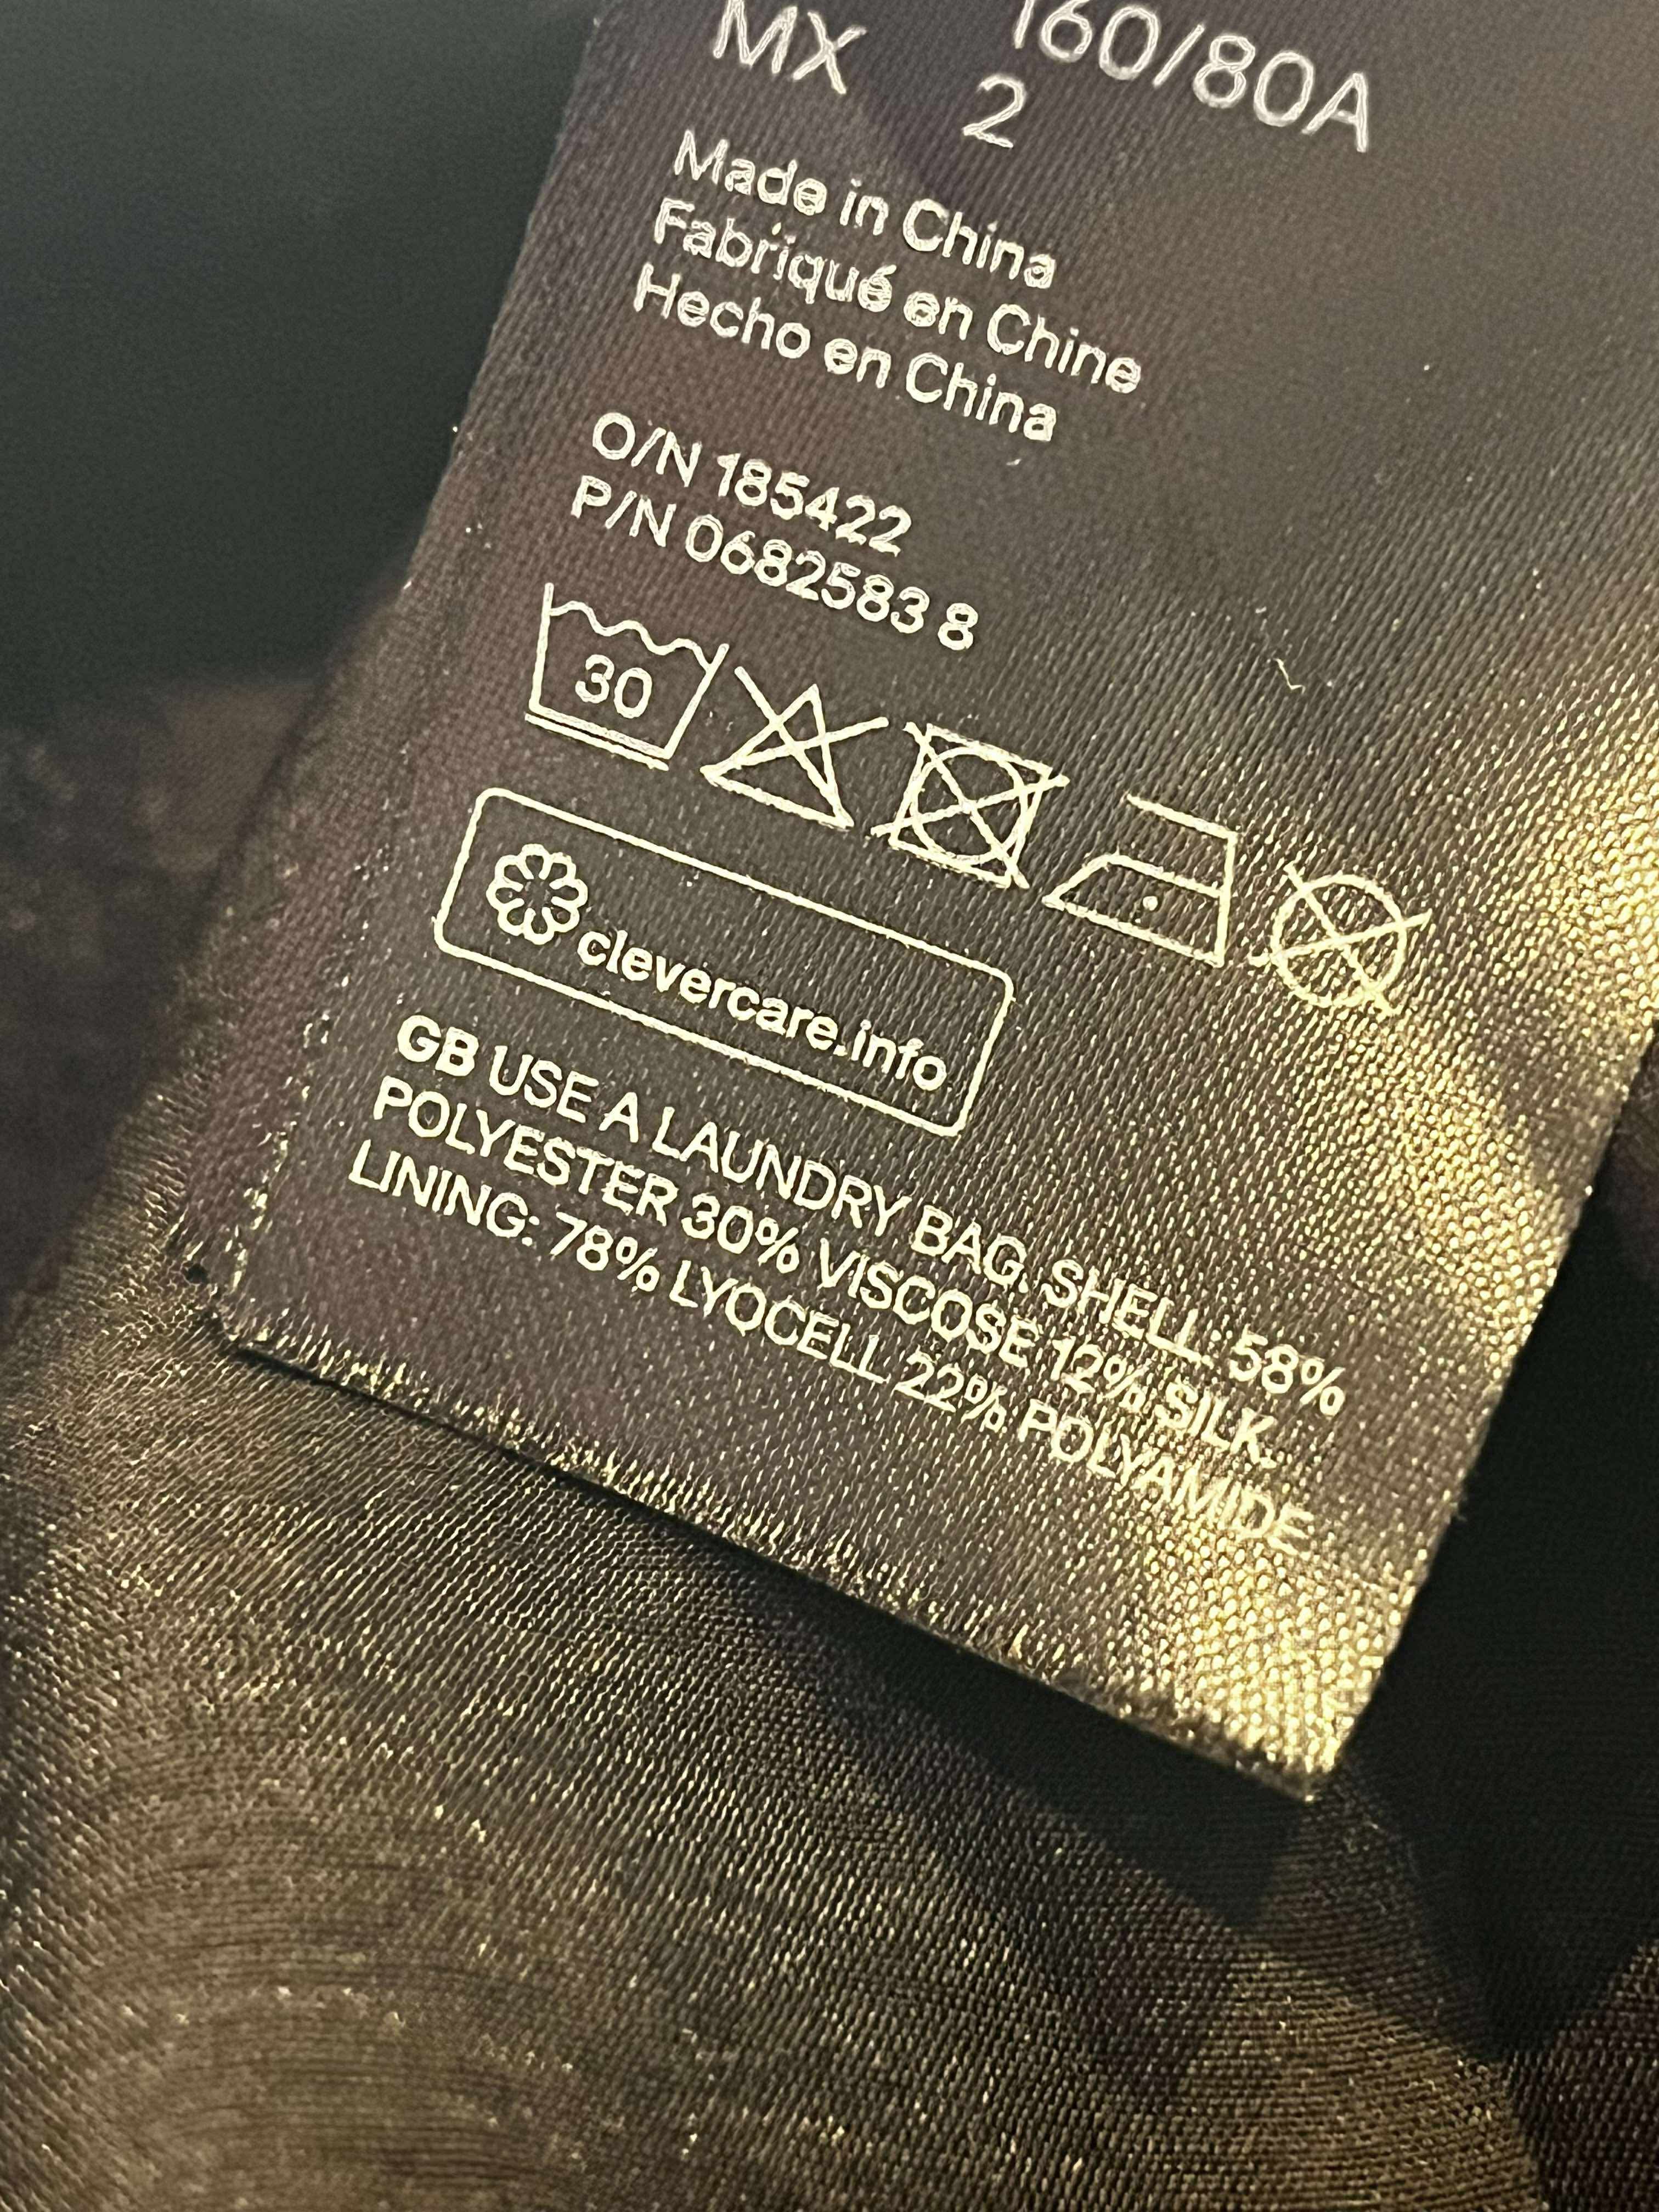 160/80A
MX 2
Made in China
Fabriqué en Chine
Hecho en China
O/N 185422
P/N 0682583 8
30
clevercare.info
GB USE A LAUNDRY BAG. SHELL: 58%
POLYESTER 30% VISCOSE 12% SILK.
LINING: 78% LYOCELL 22% POLYAMIDE.